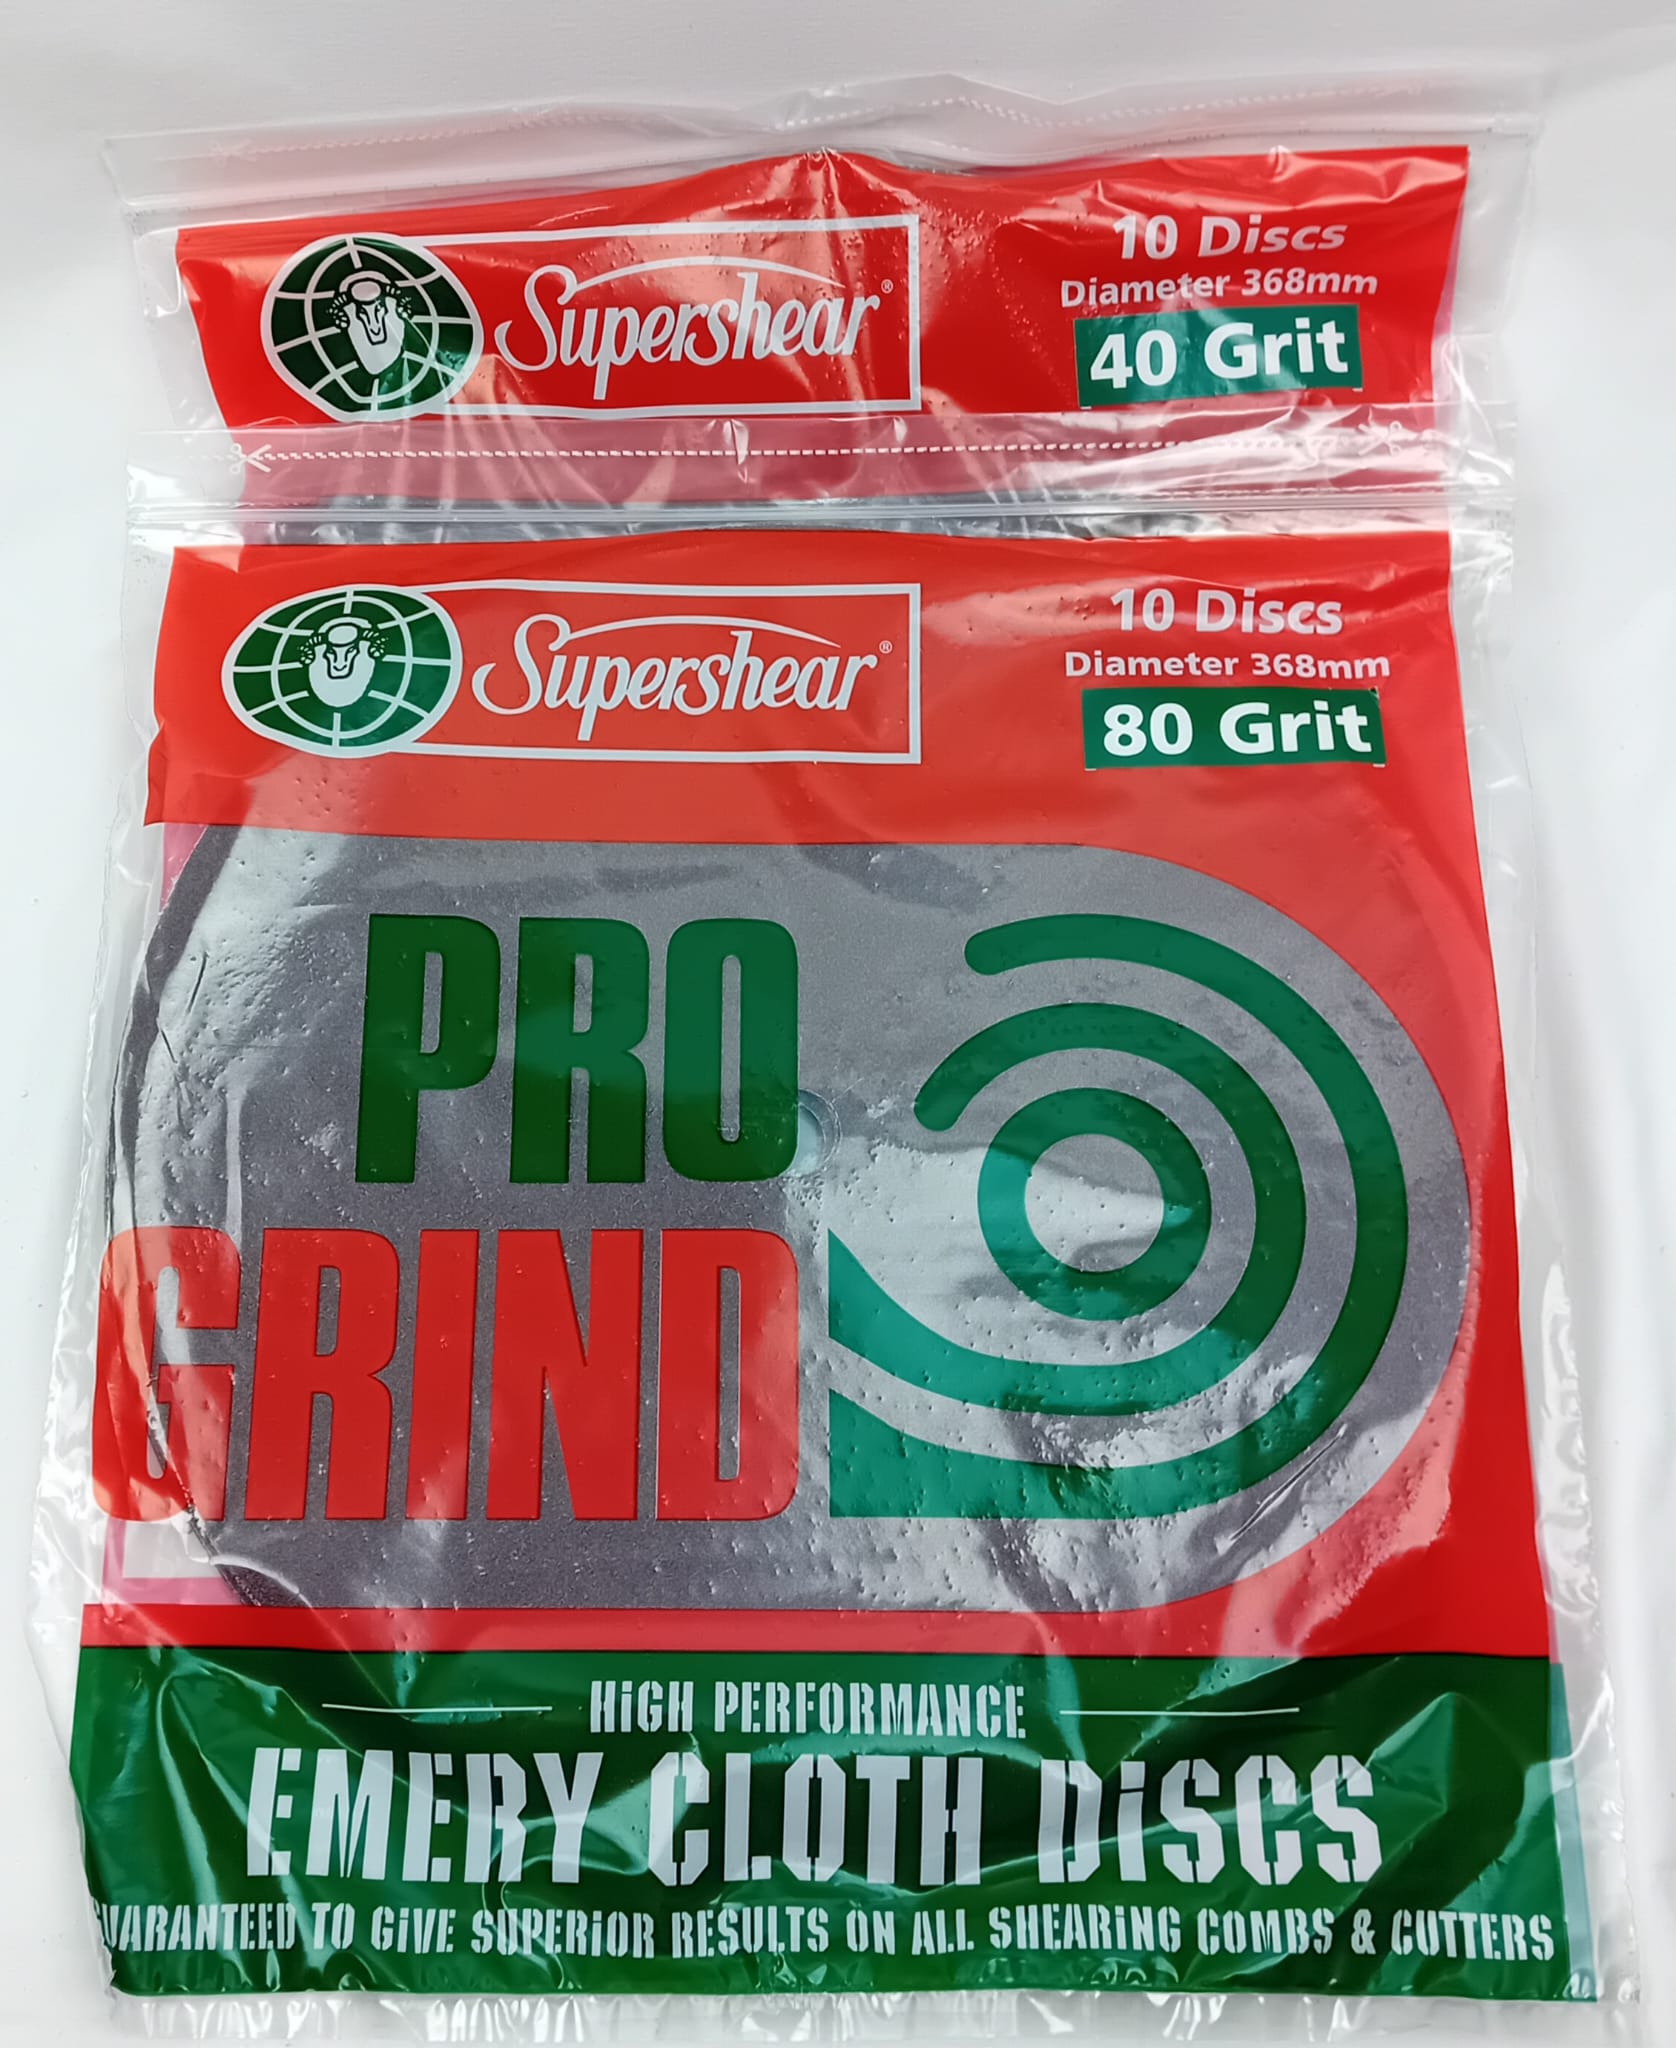 Supershear®
10 Discs
Diameter 368mm
40 Grit
Supershear®
10 Discs
Diameter 368mm
80 Grit
PRO
GRIND
HiGH PERFORMANCE
EMERY CLOTH DiSCS
GUARANTEED TO GiVE SUPERiOR RESULTS ON ALL SHEARiNG COMBS & CUTTERS